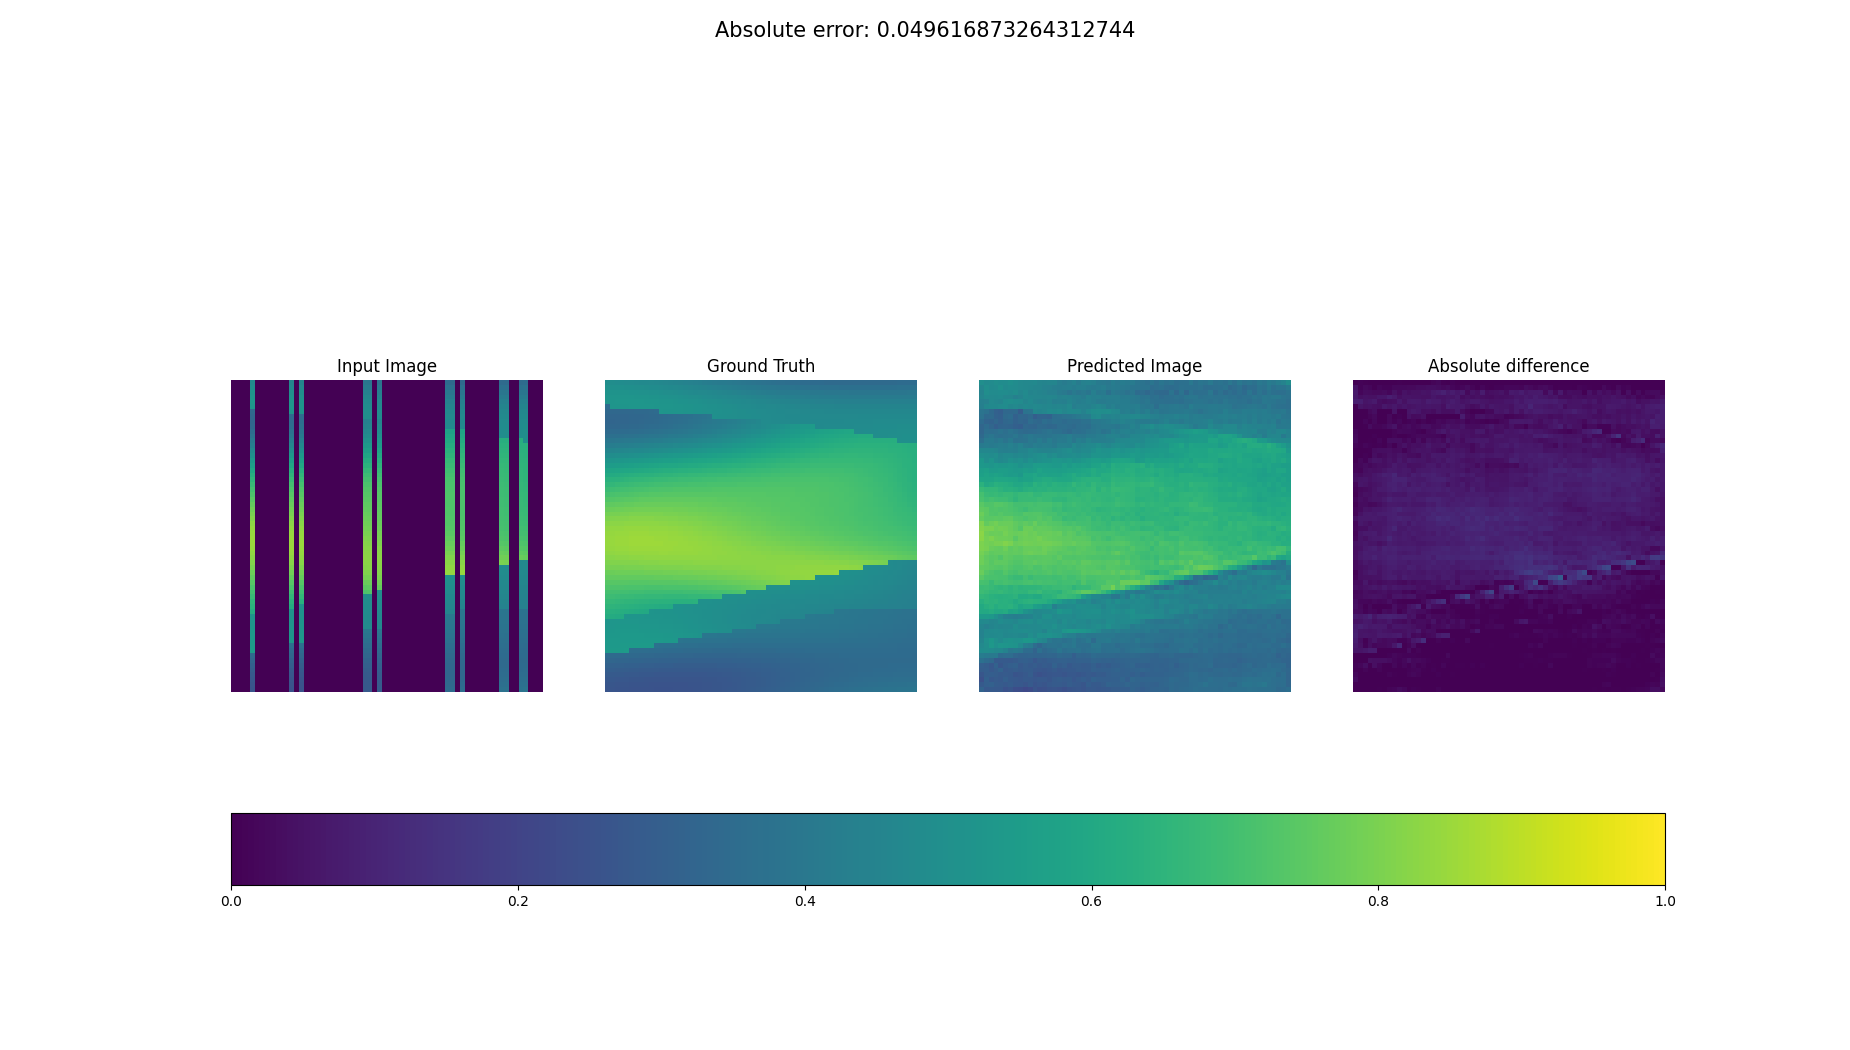 Absolute error: 0.049616873264312744
Input Image
Ground Truth
Predicted Image
Absolute difference
0.0
0.2
0.4
0.6
0.8
1.0